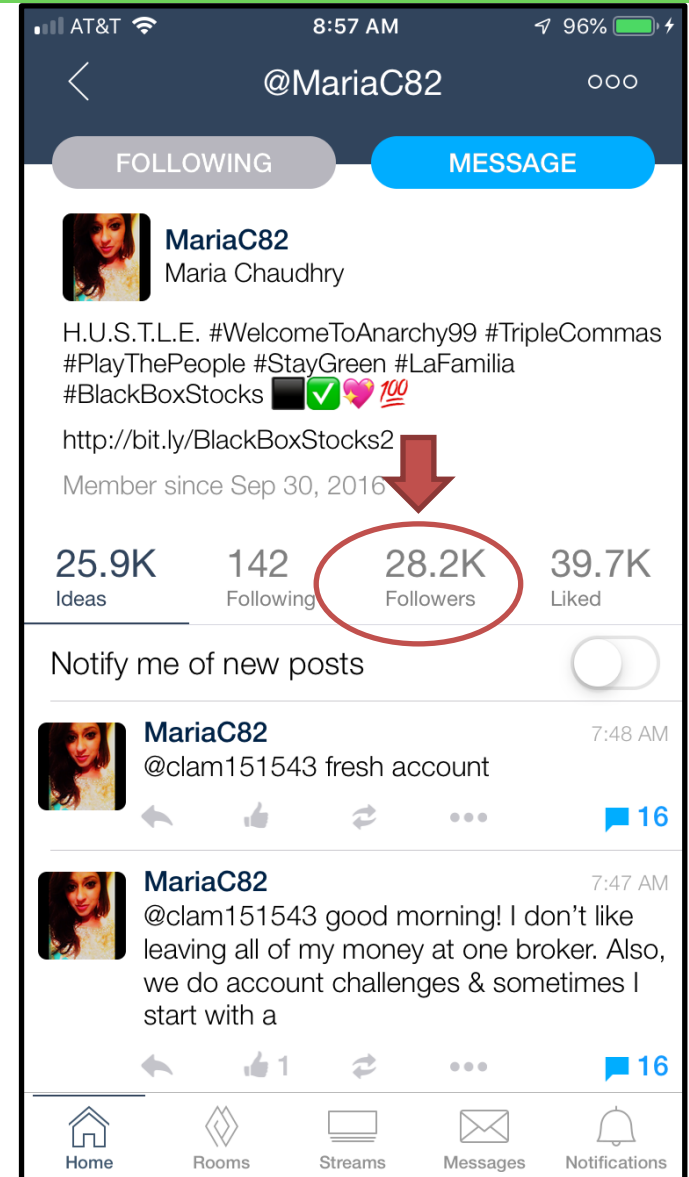 AT&T 8:57 AM 96%
@MariaC82
FOLLOWING MESSAGE
MariaC82
Maria Chaudhry
H.U.S.T.L.E. #WelcomeToAnarchy99 #TripleCommas
#PlayThePeople #StayGreen #LaFamilia
#BlackBoxStocks ⬛✅💖💯
http://bit.ly/BlackBoxStocks2
Member since Sep 30, 2016
25.9K 142 28.2K 39.7K
Ideas Following Followers Liked
Notify me of new posts
MariaC82 7:48 AM
@clam151543 fresh account
16
MariaC82 7:47 AM
@clam151543 good morning! I don’t like
leaving all of my money at one broker. Also,
we do account challenges & sometimes I
start with a
1 16
Home Rooms Streams Messages Notifications